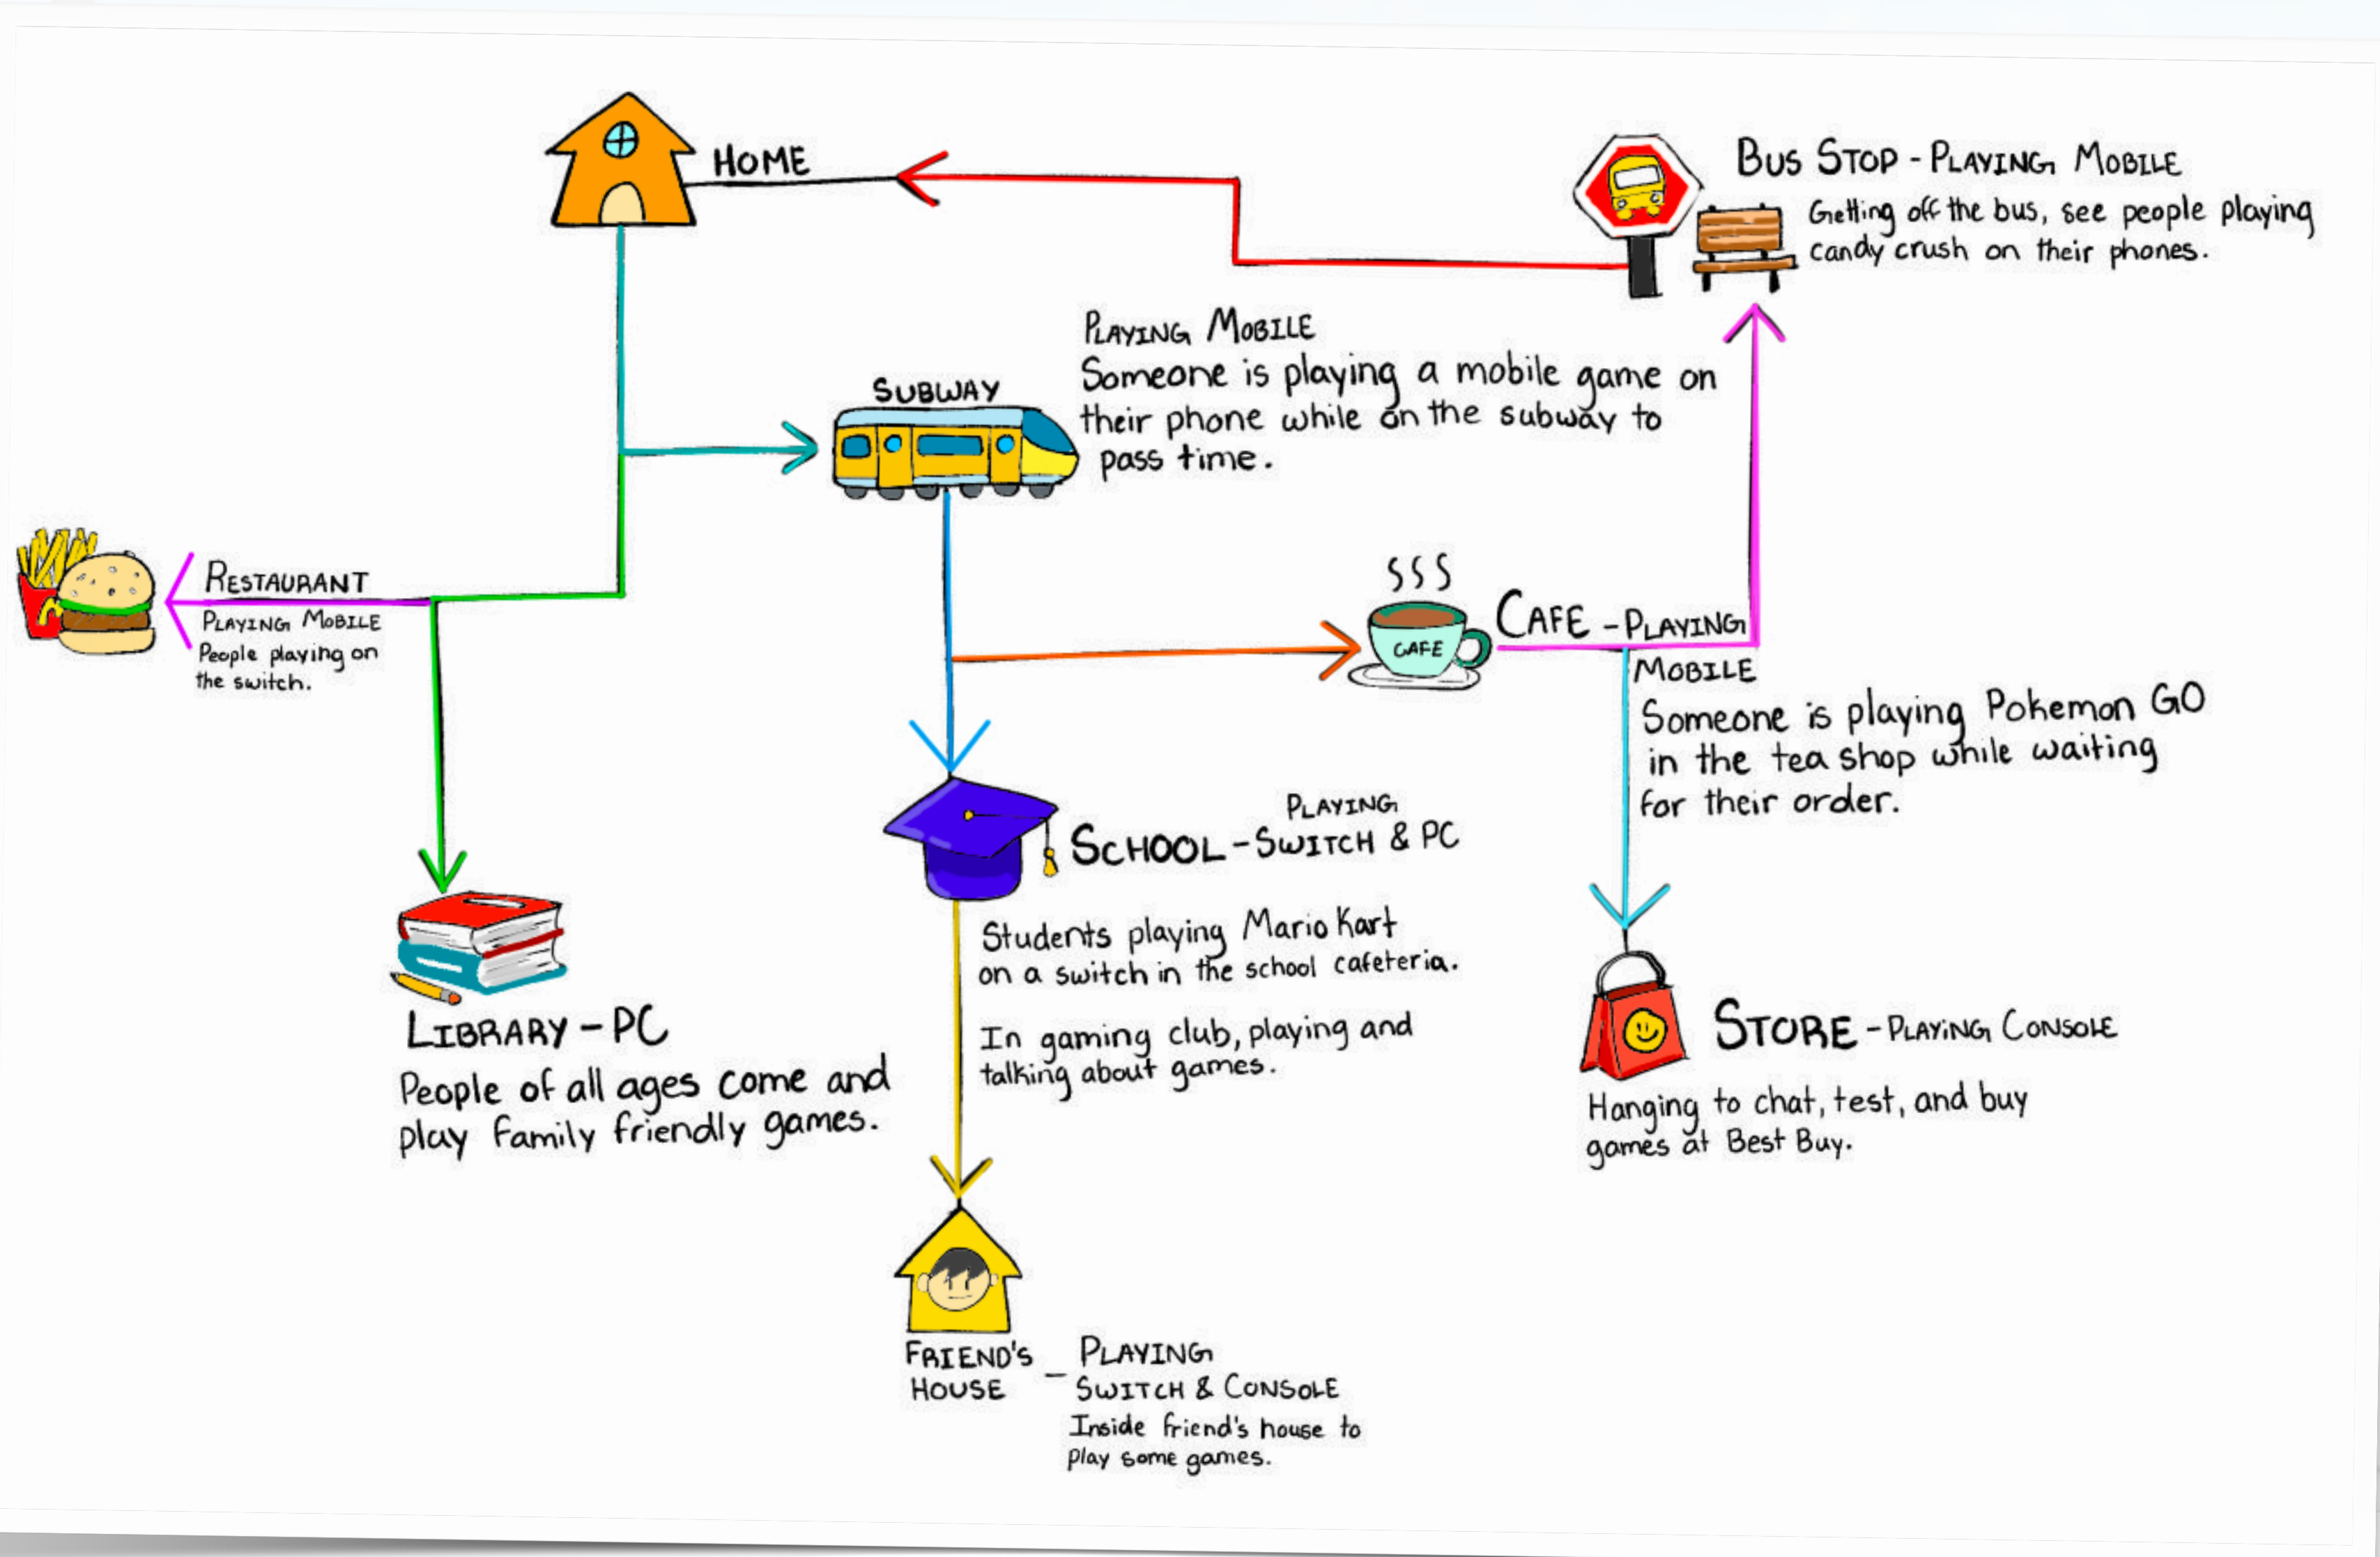 HOME
BUS STOP - PLAYING MOBILE
Getting off the bus, see people playing
candy crush on their phones.
PLAYING MOBILE
Someone is playing a mobile game on
their phone while on the subway to
pass time.
SUBWAY
RESTAURANT
PLAYING MOBILE
People playing on
the switch.
CAFE
CAFE - PLAYING
MOBILE
Someone is playing Pokemon GO
in the tea shop while waiting
for their order.
PLAYING
SCHOOL - SWITCH & PC
Students playing Mario Kart
on a switch in the school cafeteria.
In gaming club, playing and
talking about games.
LIBRARY - PC
People of all ages come and
play family friendly games.
STORE - PLAYING CONSOLE
Hanging to chat, test, and buy
games at Best Buy.
FRIEND'S
HOUSE
- PLAYING
SWITCH & CONSOLE
Inside friend's house to
play some games.